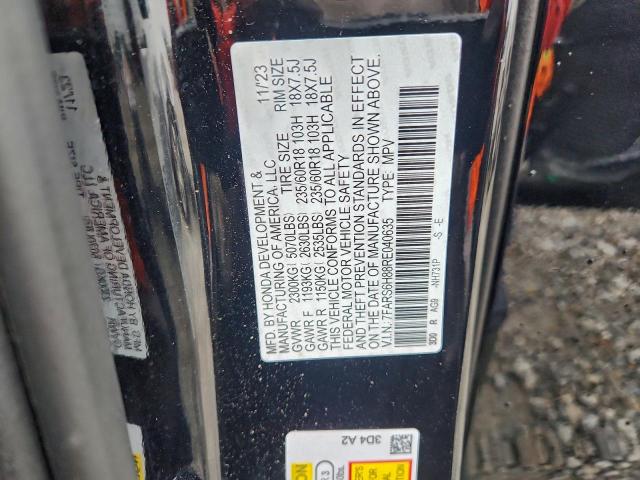 MFD. BY HONDA DEVELOPMENT & 11/23
MANUFACTURING OF AMERICA, LLC
TIRE SIZE RIM SIZE
GVWR 2300KG( 5070LBS) 235/60R18 103H 18X7.5J
GAWR F 1193KG( 2630LBS) 235/60R18 103H 18X7.5J
GAWR R 1150KG( 2535LBS)
THIS VEHICLE CONFORMS TO ALL APPLICABLE
FEDERAL MOTOR VEHICLE SAFETY
AND THEFT PREVENTION STANDARDS IN EFFECT
ON THE DATE OF MANUFACTURE SHOWN ABOVE.
V.I.N.: 7FARS6H88RE040635 TYPE: MPV
3D0 R AG9 -NH731P -S -E
3D4 A2